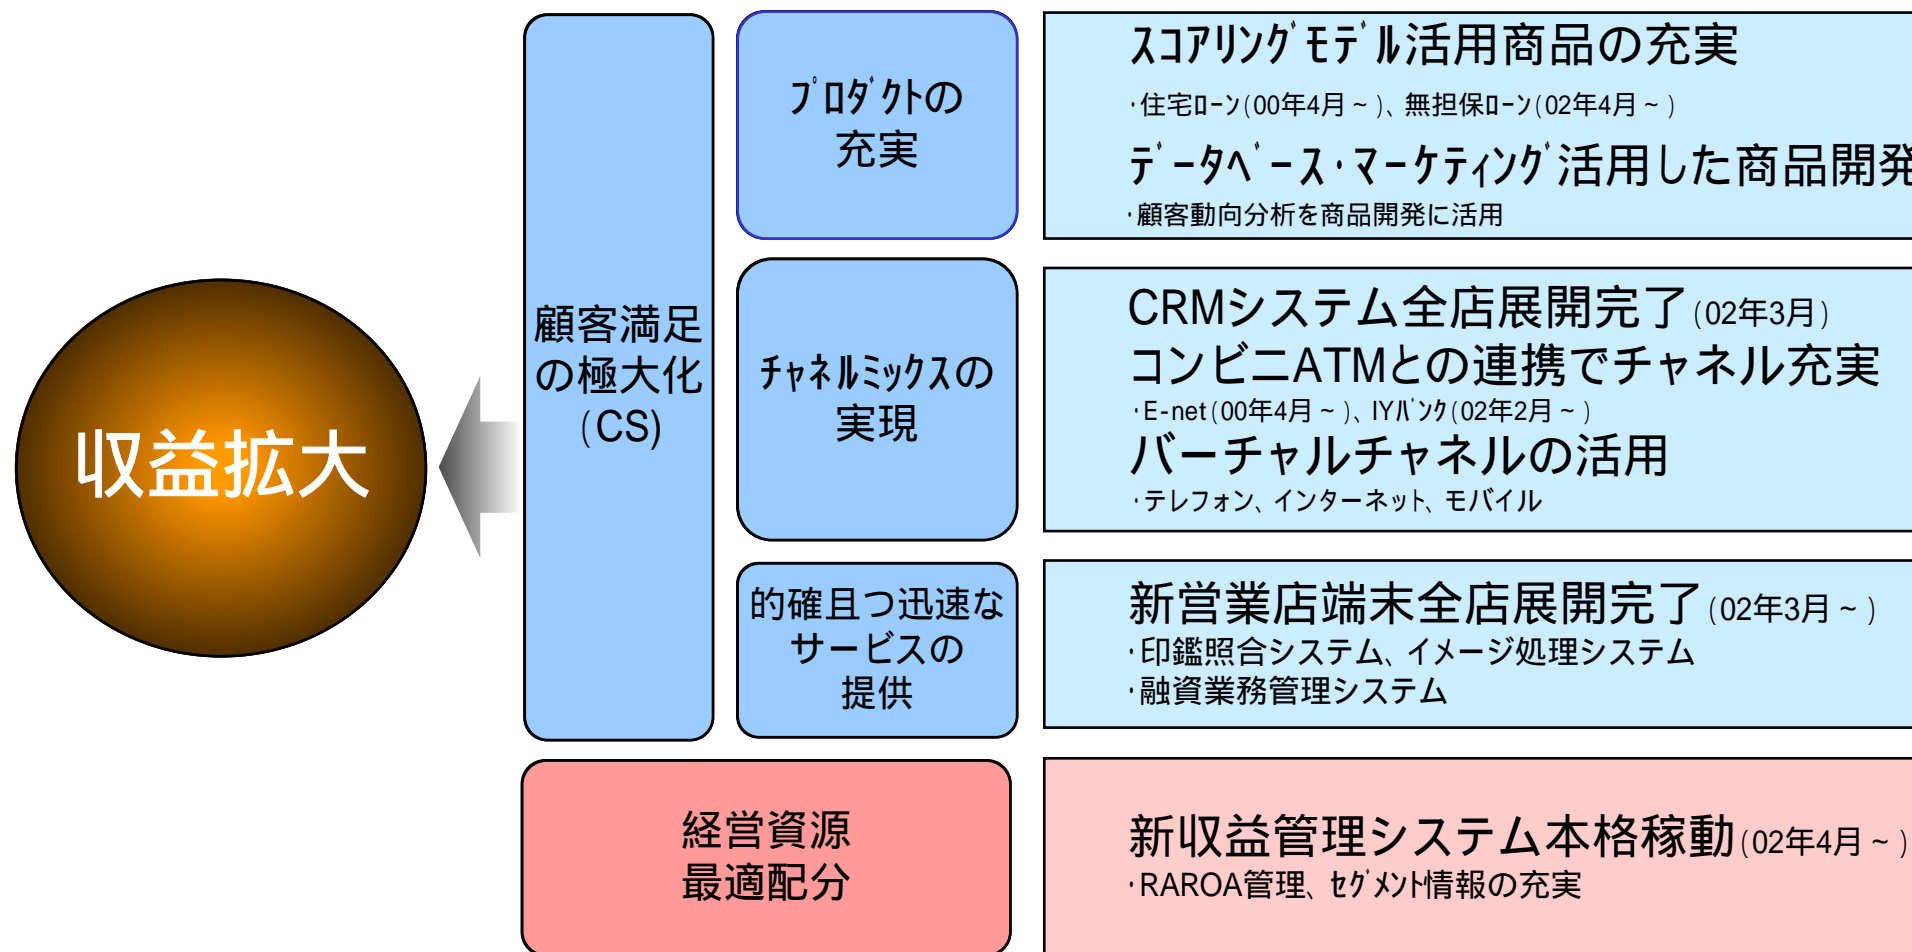 収益拡大
顧客満足
の極大化
(CS)
ﾌﾟﾛﾀﾞｸﾄの
充実
ｽｺｱﾘﾝｸﾞﾓﾃﾞﾙ活用商品の充実
・住宅ﾛｰﾝ(00年4月～)、無担保ﾛｰﾝ(02年4月～)
ﾃﾞｰﾀﾍﾞｰｽ･ﾏｰｹﾃｨﾝｸﾞ活用した商品開発
・顧客動向分析を商品開発に活用
ﾁｬﾈﾙﾐｯｸｽの
実現
CRMシステム全店展開完了(02年3月)
コンビニATMとの連携でチャネル充実
・E-net(00年4月～)、IYﾊﾞﾝｸ(02年2月～)
バーチャルチャネルの活用
・テレフォン、インターネット、モバイル
的確且つ迅速な
サービスの
提供
新営業店端末全店展開完了(02年3月～)
・印鑑照合システム、イメージ処理システム
・融資業務管理システム
経営資源
最適配分
新収益管理システム本格稼動(02年4月～)
・RAROA管理、ｾｸﾞﾒﾝﾄ情報の充実